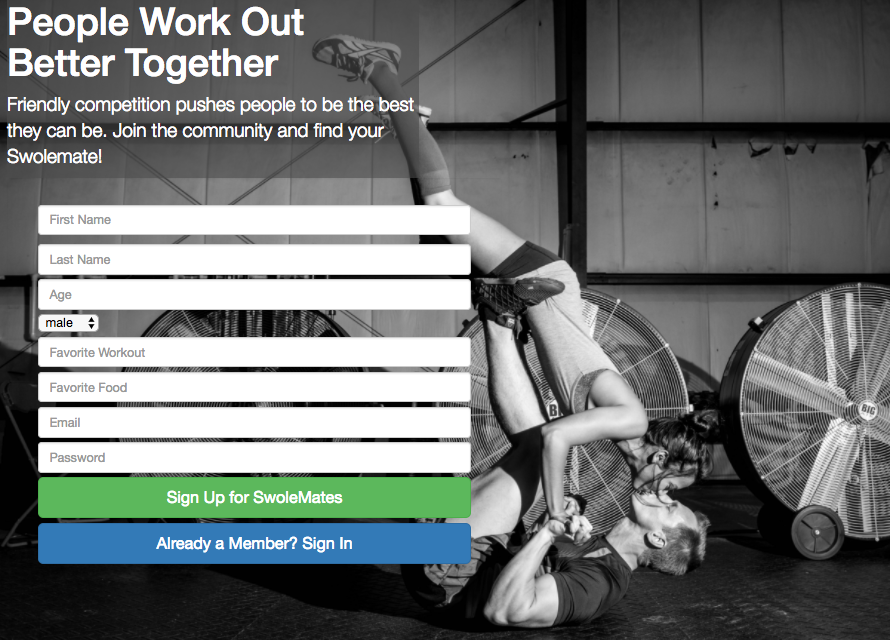 People Work Out
Better Together
Friendly competition pushes people to be the best
they can be. Join the community and find your
Swolemate!
First Name
Last Name
Age
male
Favorite Workout
Favorite Food
Email
Password
Sign Up for SwoleMates
Already a Member? Sign In
BIG